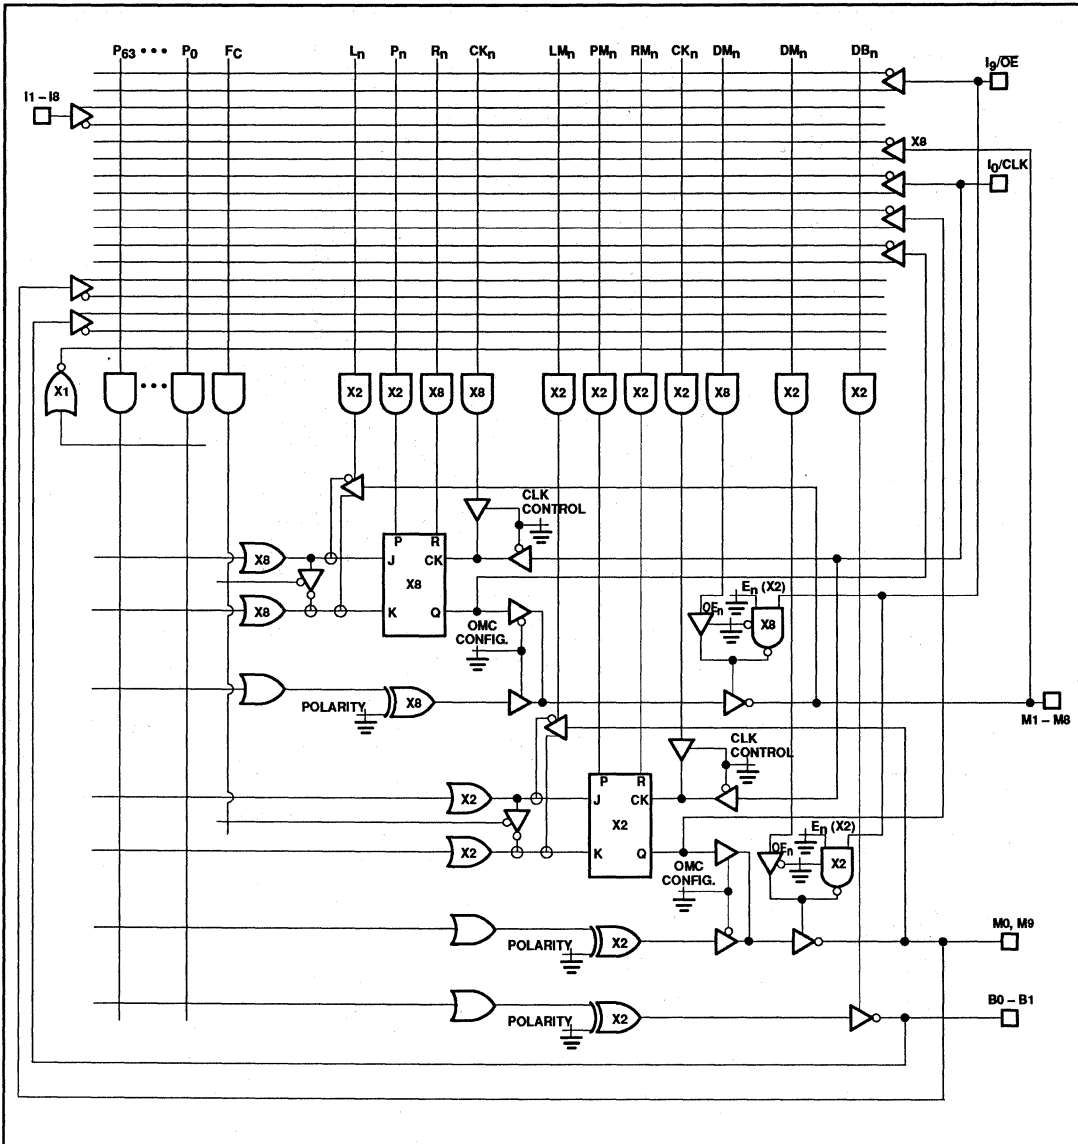 P63 ••• P0 FC Ln Pn Rn CKn LMn PMn RMn CKn DMn DMn DBn
I9/OE
I1 – I8
X8
I0/CLK
X1 ••• X2 X2 X8 X8 X2 X2 X2 X2 X8 X2 X2
CLK
CONTROL
P R
X8 J CK
X8
X8 K Q
En (X2)
OFn
X8
OMC
CONFIG.
POLARITY X8
M1 – M8
CLK
CONTROL
P R
X2 J CK
X2
X2 K Q
En (X2)
OFn
X2
OMC
CONFIG.
M0, M9
POLARITY X2
B0 – B1
POLARITY X2